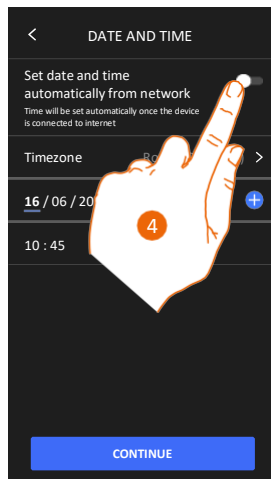 DATE AND TIME
Set date and time
automatically from network
Time will be set automatically once the device
is connected to internet
Timezone
16 / 06 / 20
10 : 45
4
CONTINUE